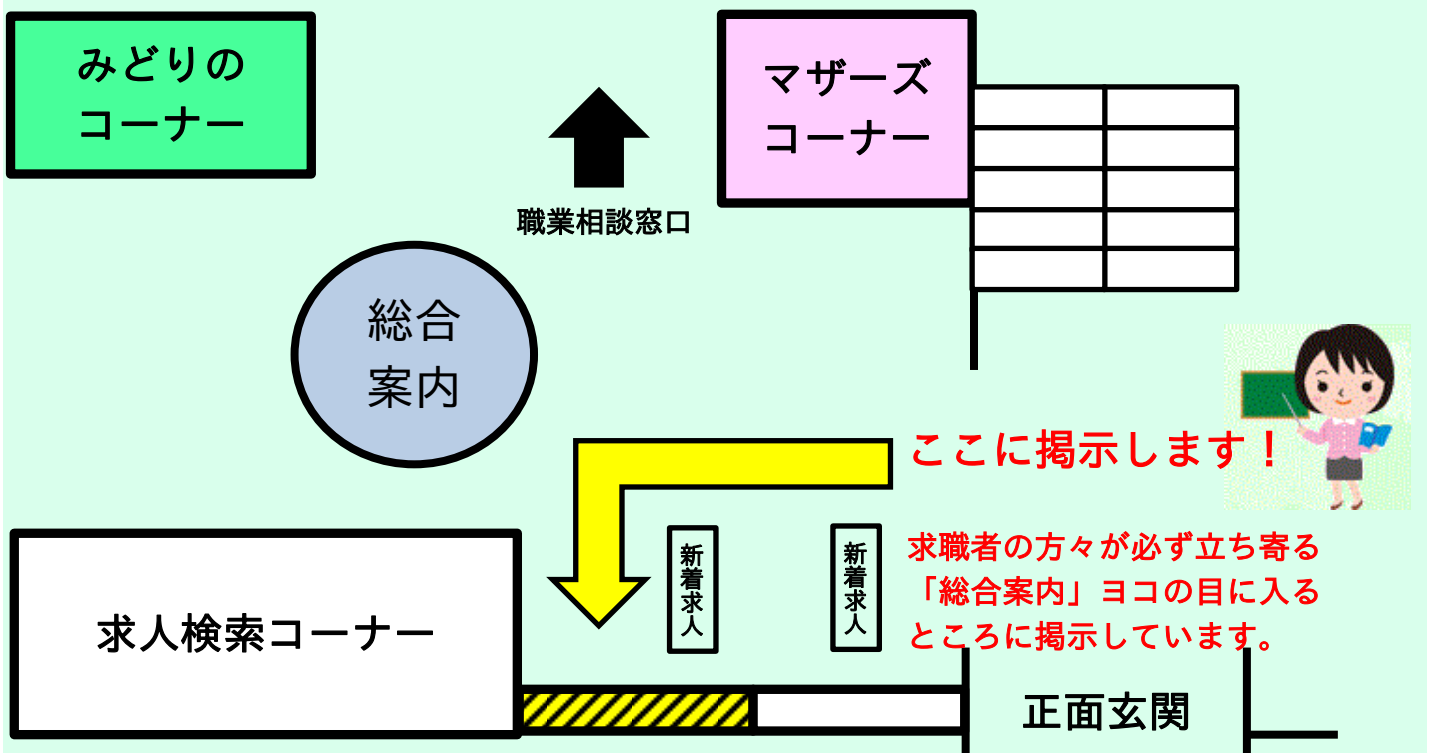 みどりの
コーナー
マザーズ
コーナー
職業相談窓口
総合
案内
ここに掲示します！
新着求人
新着求人
求職者の方々が必ず立ち寄る
「総合案内」ヨコの目に入る
ところに掲示しています。
求人検索コーナー
正面玄関